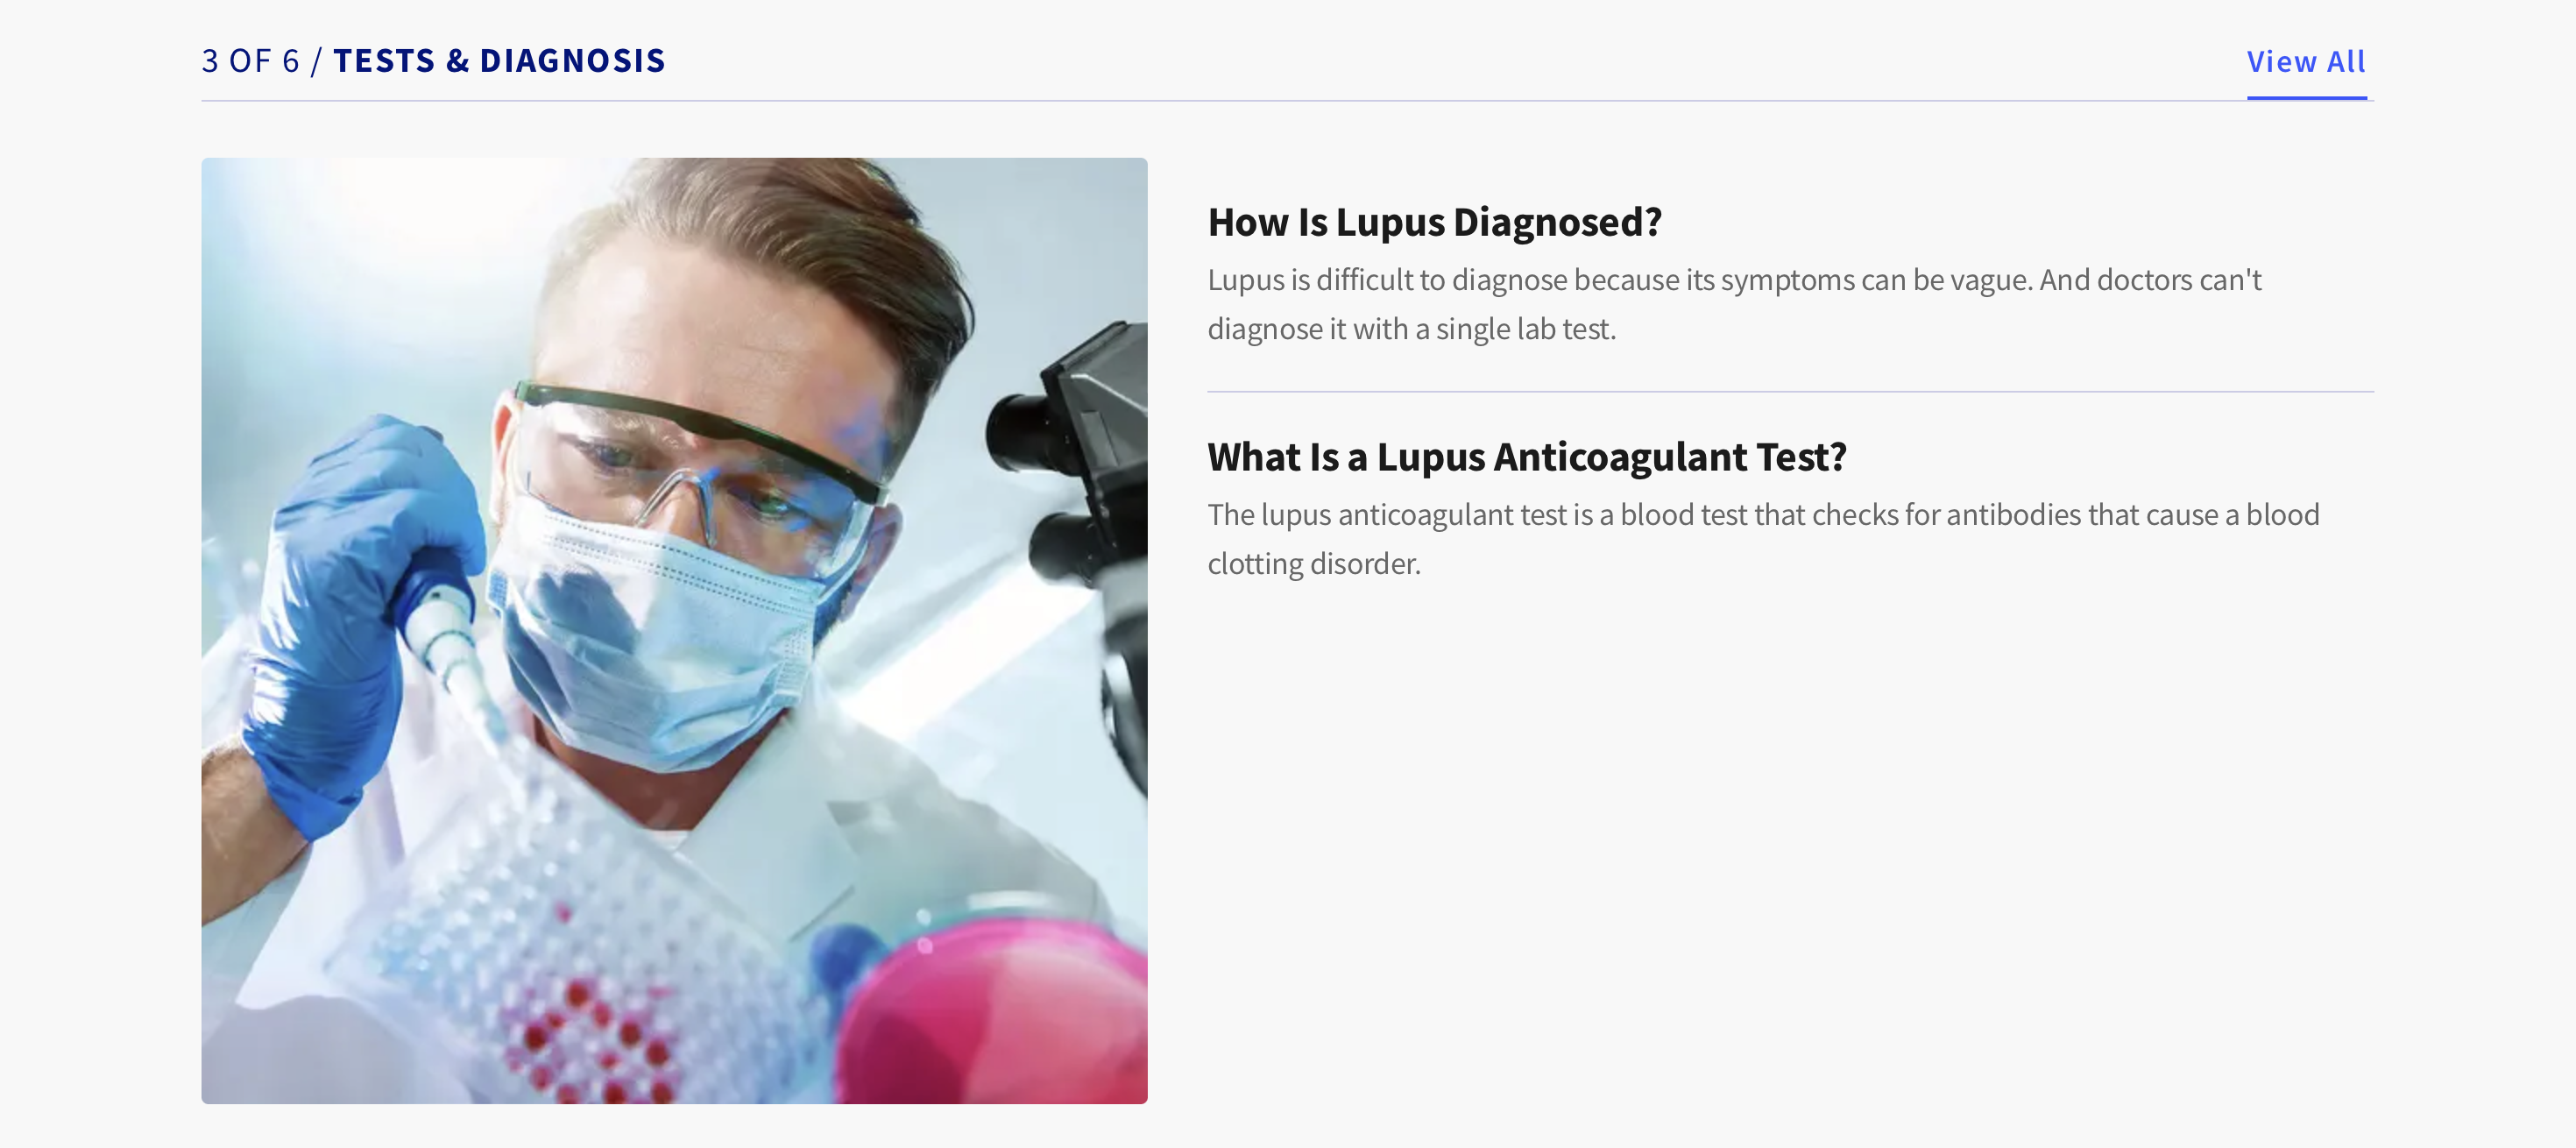 3 OF 6 / TESTS & DIAGNOSIS
View All
How Is Lupus Diagnosed?
Lupus is difficult to diagnose because its symptoms can be vague. And doctors can't
diagnose it with a single lab test.
What Is a Lupus Anticoagulant Test?
The lupus anticoagulant test is a blood test that checks for antibodies that cause a blood
clotting disorder.